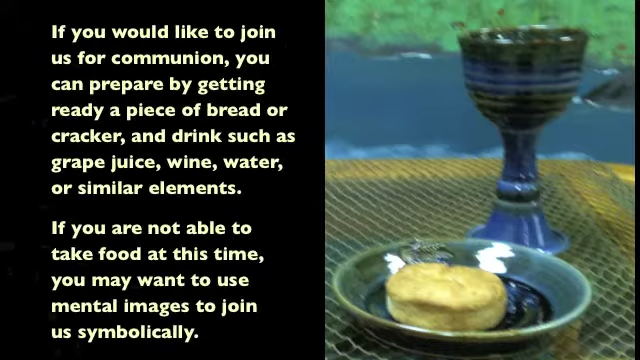 If you would like to join
us for communion, you
can prepare by getting
ready a piece of bread or
cracker, and drink such as
grape juice, wine, water,
or similar elements.
If you are not able to
take food at this time,
you may want to use
mental images to join
us symbolically.